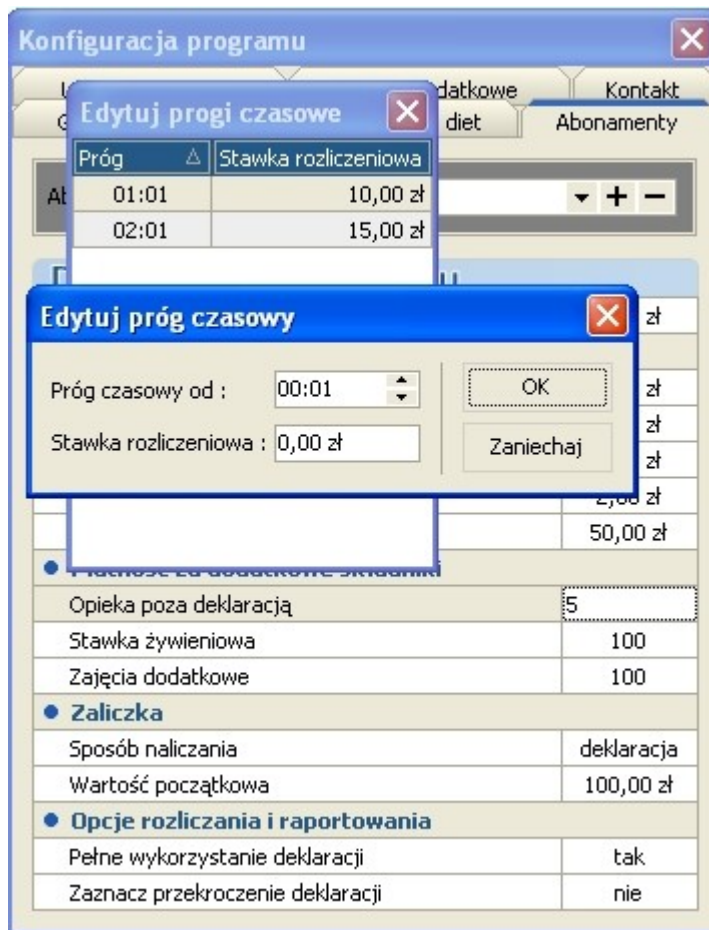 Konfiguracja programu
datkowe Kontakt
diet Abonamenty
Edytuj progi czasowe
Próg Stawka rozliczeniowa
01:01 10,00 zł
02:01 15,00 zł
Edytuj próg czasowy
zł
Próg czasowy od : 00:01 OK
zł
zł
Stawka rozliczeniowa : 0,00 zł Zaniechaj
zł
50,00 zł
Opieka poza deklaracją 5
Stawka żywieniowa 100
Zajęcia dodatkowe 100
Zaliczka
Sposób naliczania deklaracja
Wartość początkowa 100,00 zł
Opcje rozliczania i raportowania
Pełne wykorzystanie deklaracji tak
Zaznacz przekroczenie deklaracji nie